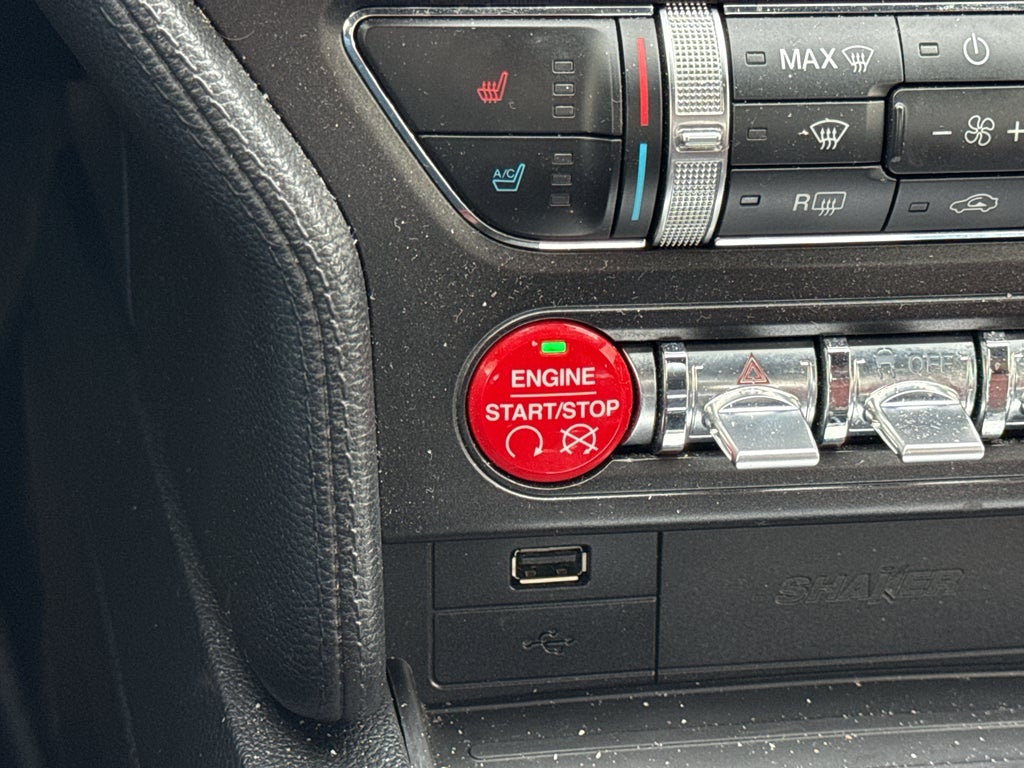 MAX
A/C
R
ENGINE
START/STOP
OFF
SHAKER